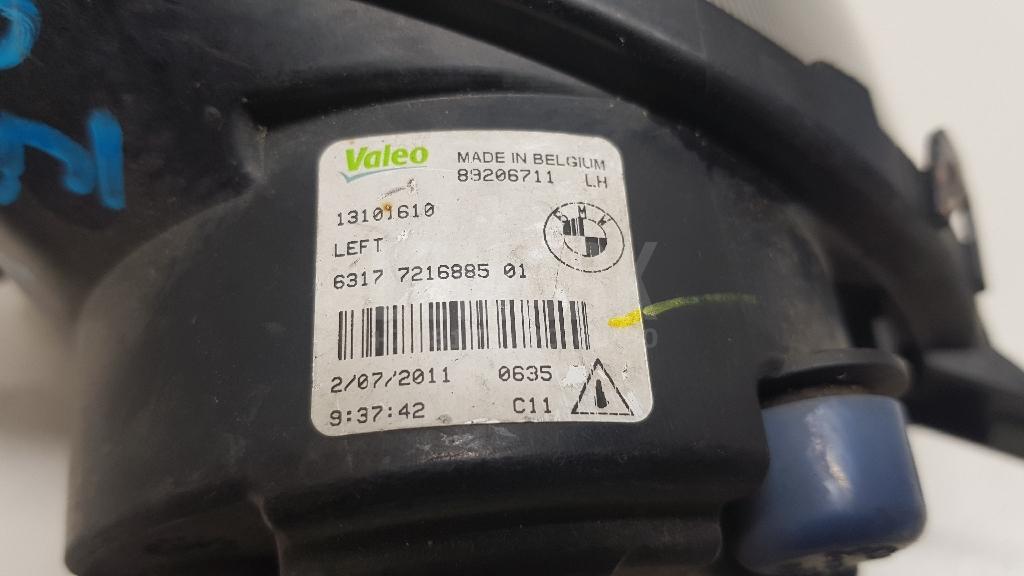 Valeo MADE IN BELGIUM
89206711 LH
13101610
LEFT
BMW
6317 7216885 01
2/07/2011 0635
9:37:42 C11